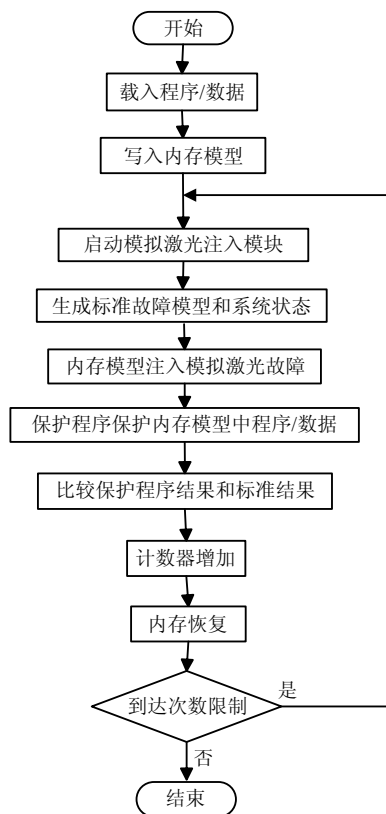 开始
载入程序/数据
写入内存模型
启动模拟激光注入模块
生成标准故障模型和系统状态
内存模型注入模拟激光故障
保护程序保护内存模型中程序/数据
比较保护程序结果和标准结果
计数器增加
内存恢复
到达次数限制
是
否
结束